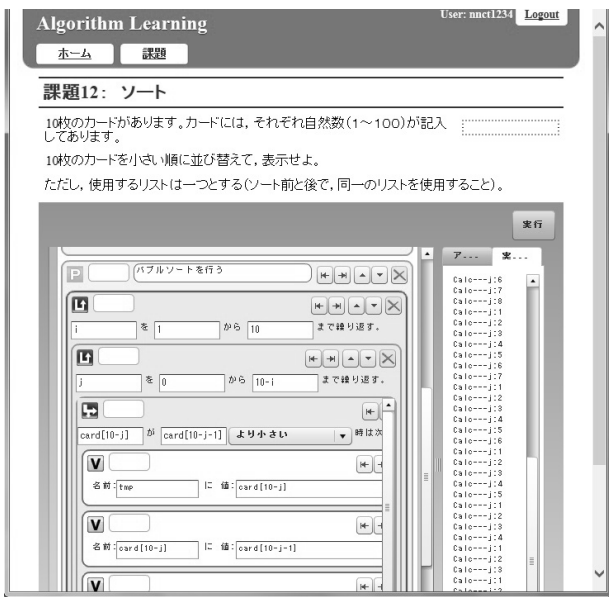 Algorithm Learning
User: nnct1234 Logout
ホーム 課題
課題12: ソート
10枚のカードがあります。カードには，それぞれ自然数（1～100）が記入
してあります。
10枚のカードを小さい順に並び替えて，表示せよ。
ただし，使用するリストは一つとする（ソート前と後で，同一のリストを使用すること）。
実行
P バブルソートを行う
i を 1 から 10 まで繰り返す．
j を 0 から 10-i まで繰り返す．
card[10-j] が card[10-j-1] より小さい 時は次
V
名前: tmp に 値: card[10-j]
V
名前: card[10-j] に 値: card[10-j-1]
V
ア... 実...
Calc---j:6
Calc---j:7
Calc---j:8
Calc---j:1
Calc---j:2
Calc---j:3
Calc---j:4
Calc---j:5
Calc---j:6
Calc---j:7
Calc---j:1
Calc---j:2
Calc---j:3
Calc---j:4
Calc---j:5
Calc---j:6
Calc---j:1
Calc---j:2
Calc---j:3
Calc---j:4
Calc---j:5
Calc---j:1
Calc---j:2
Calc---j:3
Calc---j:4
Calc---j:1
Calc---j:2
Calc---j:3
Calc---j:1
Calc---j:2